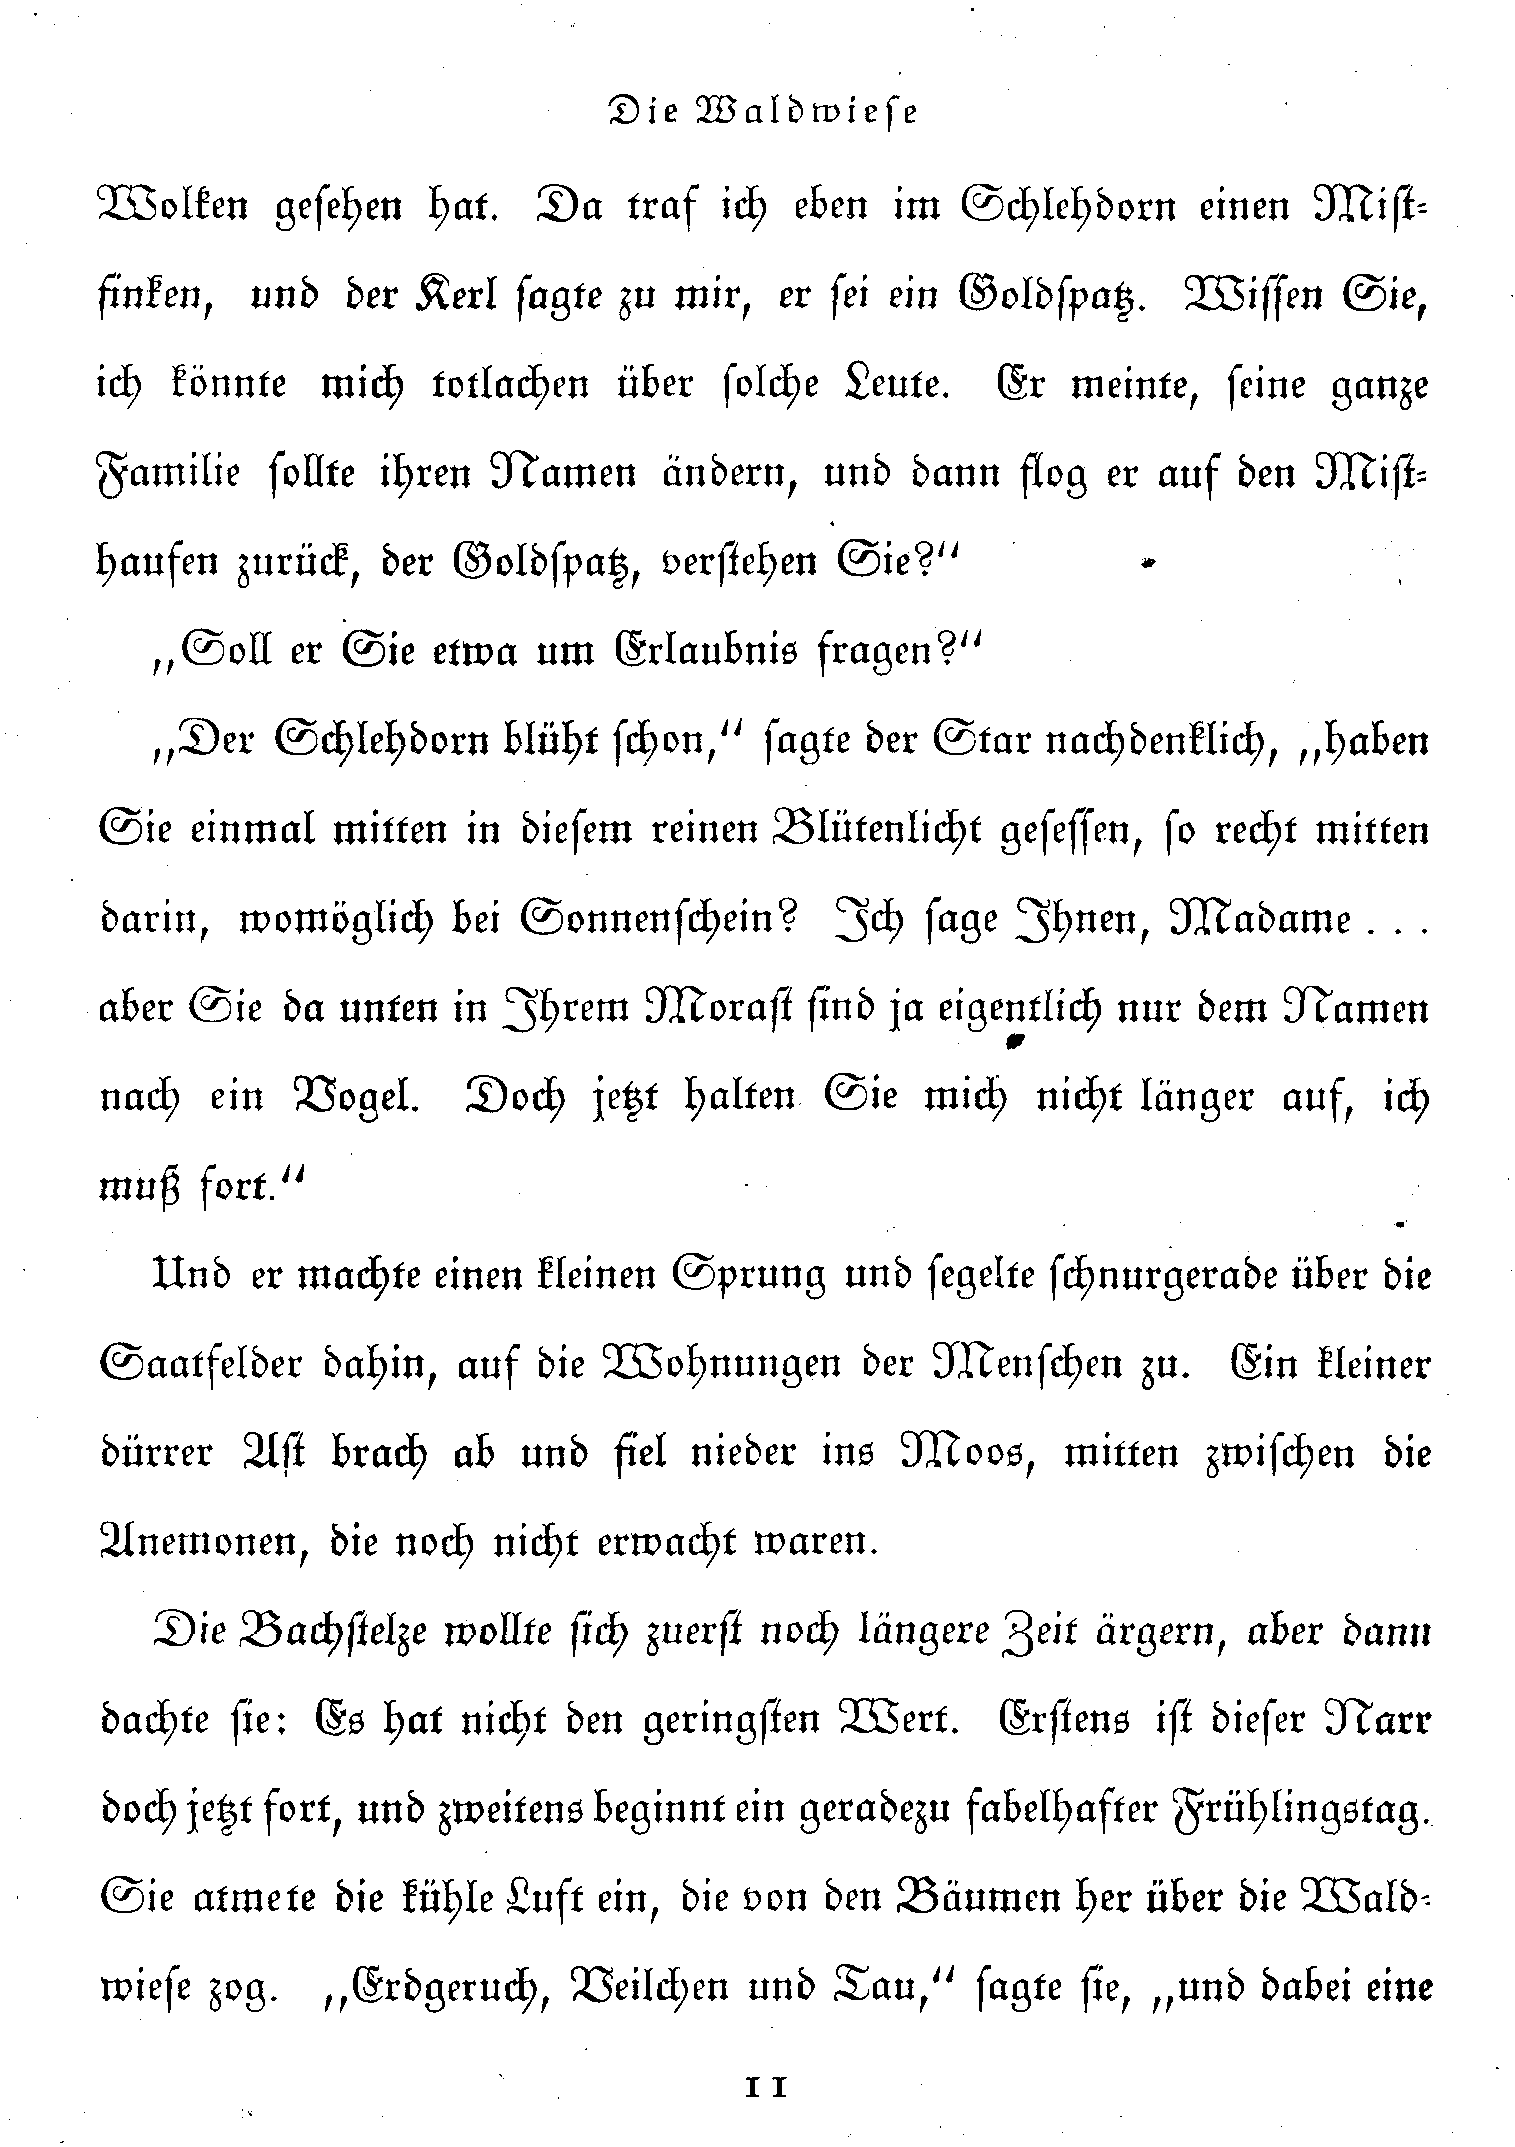 Die Waldwiese
Wolken gesehen hat. Da traf ich eben im Schlehdorn einen Mist-
finken, und der Kerl sagte zu mir, er sei ein Goldspatz. Wissen Sie,
ich könnte mich totlachen über solche Leute. Er meinte, seine ganze
Familie sollte ihren Namen ändern, und dann flog er auf den Mist-
haufen zurück, der Goldspatz, verstehen Sie?“
„Soll er Sie etwa um Erlaubnis fragen?“
„Der Schlehdorn blüht schon,“ sagte der Star nachdenklich, „haben
Sie einmal mitten in diesem reinen Blütenlicht gesessen, so recht mitten
darin, womöglich bei Sonnenschein? Ich sage Ihnen, Madame . . .
aber Sie da unten in Ihrem Morast sind ja eigentlich nur dem Namen
nach ein Vogel. Doch jetzt halten Sie mich nicht länger auf, ich
muß fort.“
Und er machte einen kleinen Sprung und segelte schnurgerade über die
Saatfelder dahin, auf die Wohnungen der Menschen zu. Ein kleiner
dürrer Ast brach ab und fiel nieder ins Moos, mitten zwischen die
Anemonen, die noch nicht erwacht waren.
Die Bachstelze wollte sich zuerst noch längere Zeit ärgern, aber dann
dachte sie: Es hat nicht den geringsten Wert. Erstens ist dieser Narr
doch jetzt fort, und zweitens beginnt ein geradezu fabelhafter Frühlingstag.
Sie atmete die kühle Luft ein, die von den Bäumen her über die Wald-
wiese zog. „Erdgeruch, Veilchen und Tau,“ sagte sie, „und dabei eine
11